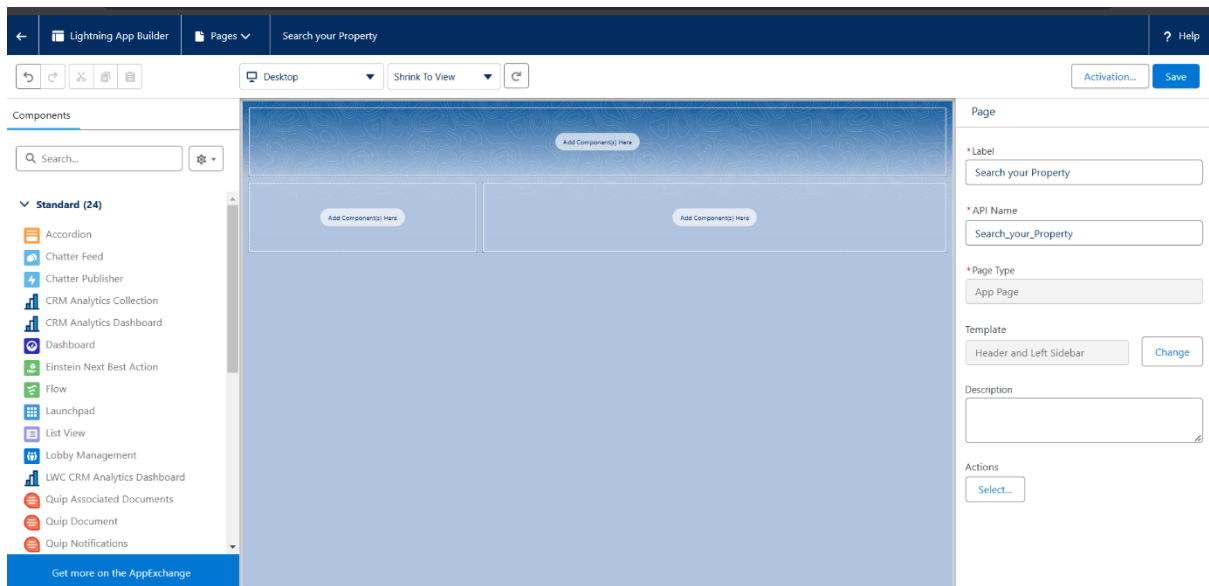 Lightning App Builder
Pages
Search your Property
? Help
Desktop
Shrink To View
Activation...
Save
Components
Search...
Standard (24)
Accordion
Chatter Feed
Chatter Publisher
CRM Analytics Collection
CRM Analytics Dashboard
Dashboard
Einstein Next Best Action
Flow
Launchpad
List View
Lobby Management
LWC CRM Analytics Dashboard
Quip Associated Documents
Quip Document
Quip Notifications
Get more on the AppExchange
Add Component(s) Here
Add Component(s) Here
Add Component(s) Here
Page
*Label
Search your Property
*API Name
Search_your_Property
*Page Type
App Page
Template
Header and Left Sidebar
Change
Description
Actions
Select...